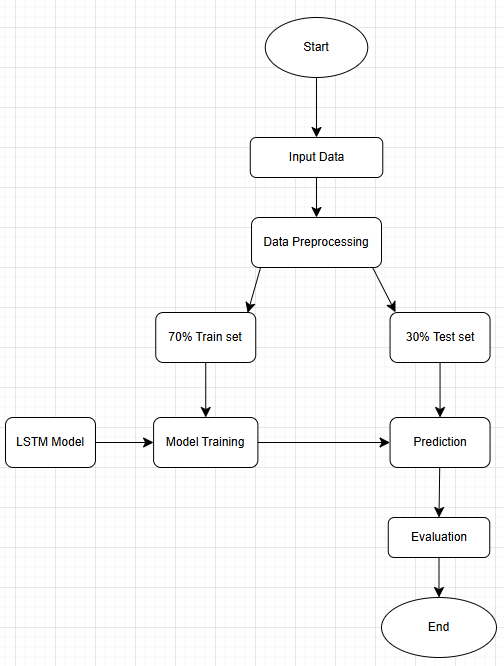 Start
Input Data
Data Preprocessing
70% Train set
30% Test set
LSTM Model
Model Training
Prediction
Evaluation
End